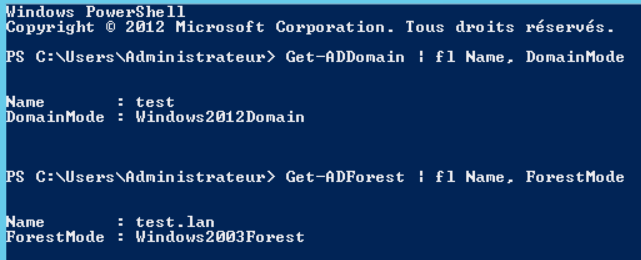 Windows PowerShell
Copyright © 2012 Microsoft Corporation. Tous droits réservés.
PS C:\Users\Administrateur> Get-ADDomain | fl Name, DomainMode
Name       : test
DomainMode : Windows2012Domain
PS C:\Users\Administrateur> Get-ADForest | fl Name, ForestMode
Name       : test.lan
ForestMode : Windows2003Forest